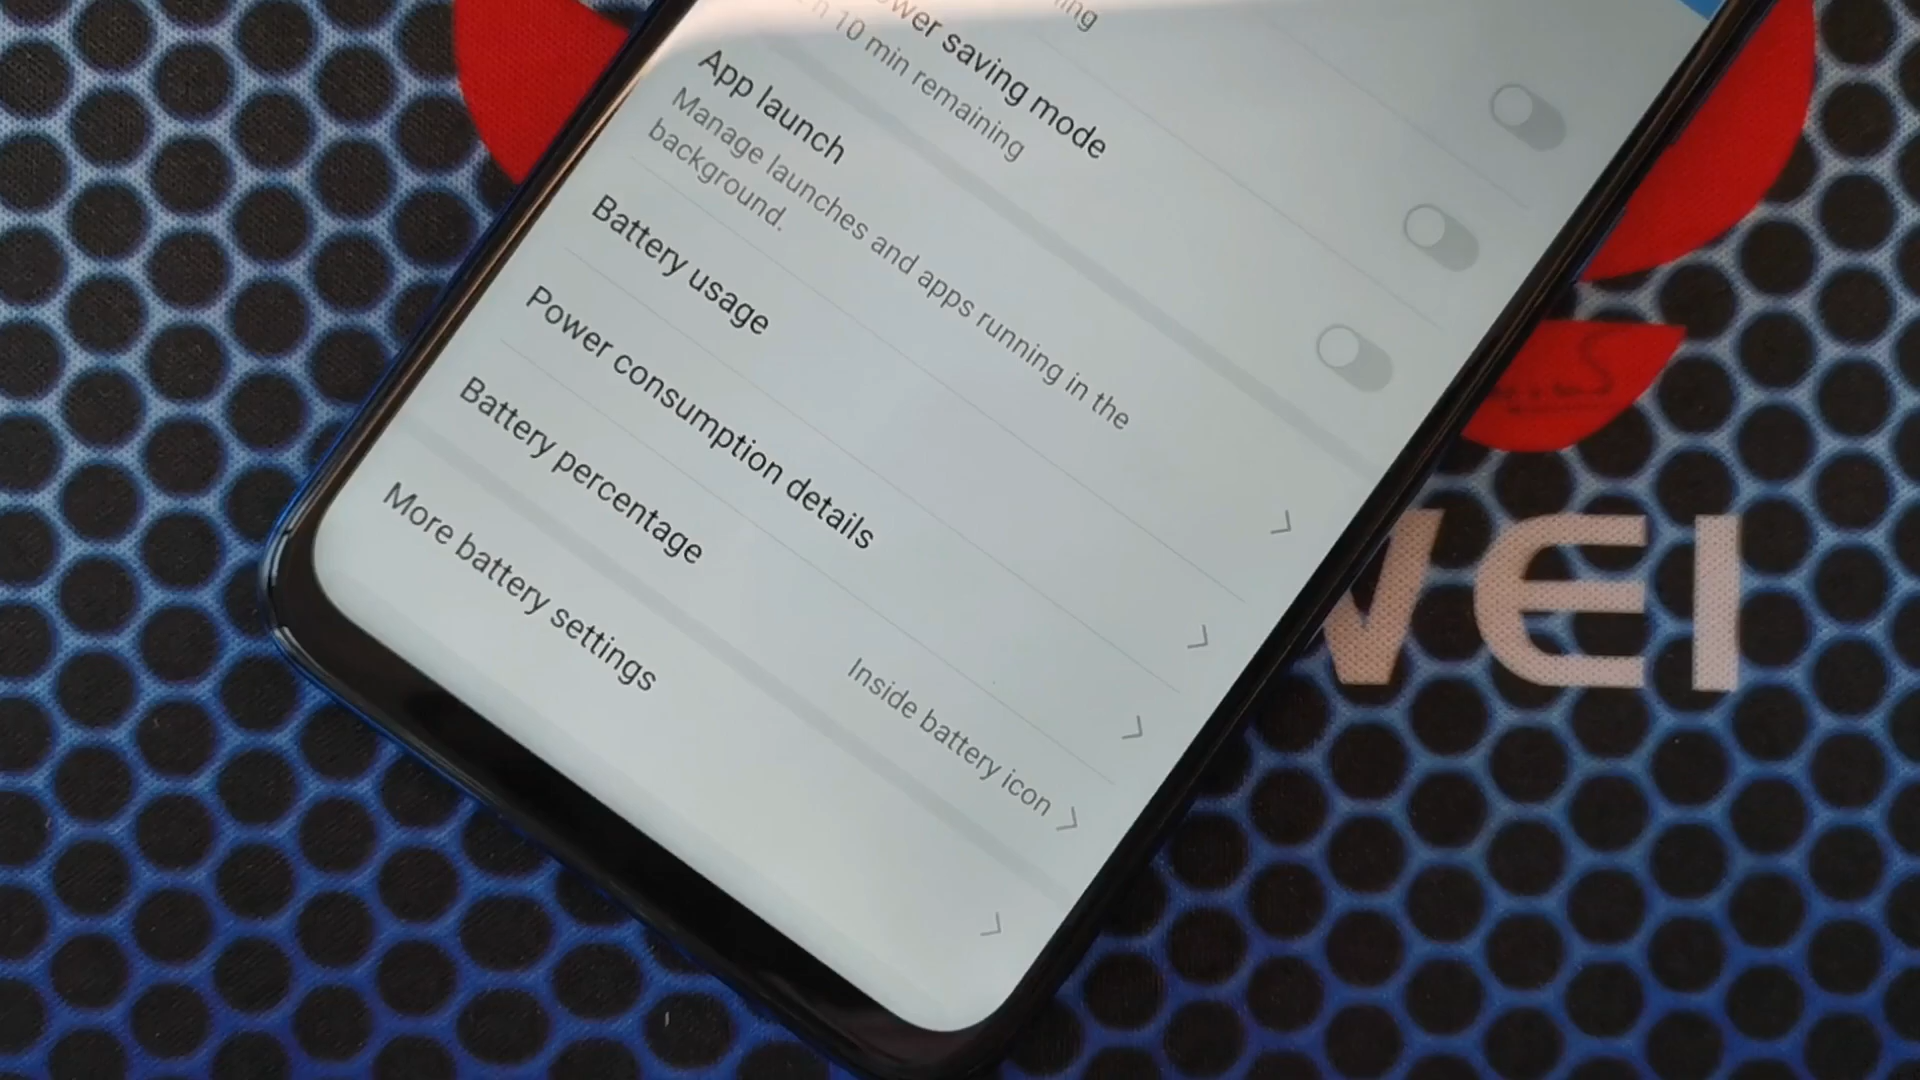 saving mode
10 min remaining
App launch
Manage launches and apps running in the
background.
Battery usage
Power consumption details
Battery percentage
Inside battery icon
More battery settings
WEI